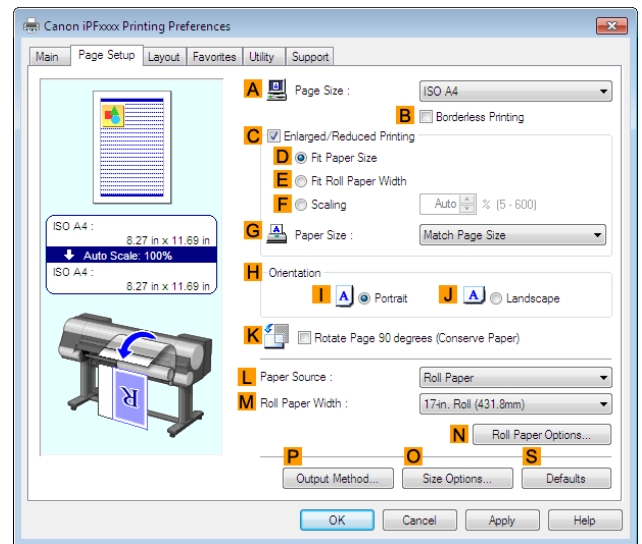 Canon iPFxxxx Printing Preferences
Main Page Setup Layout Favorites Utility Support
A Page Size : ISO A4
B Borderless Printing
C Enlarged/Reduced Printing
D Fit Paper Size
E Fit Roll Paper Width
F Scaling Auto % (5 - 600)
G Paper Size : Match Page Size
ISO A4 :
8.27 in x 11.69 in
Auto Scale: 100%
ISO A4 :
8.27 in x 11.69 in
H Orientation
I A Portrait J A Landscape
K Rotate Page 90 degrees (Conserve Paper)
R
L Paper Source : Roll Paper
M Roll Paper Width : 17-in. Roll (431.8mm)
N Roll Paper Options...
P O S
Output Method... Size Options... Defaults
OK Cancel Apply Help